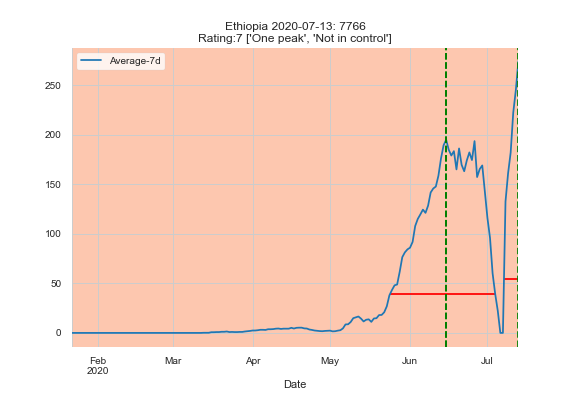 Ethiopia 2020-07-13: 7766
Rating:7 ['One peak', 'Not in control']
Average-7d
250
200
150
100
50
0
Feb
2020
Mar
Apr
May
Jun
Jul
Date